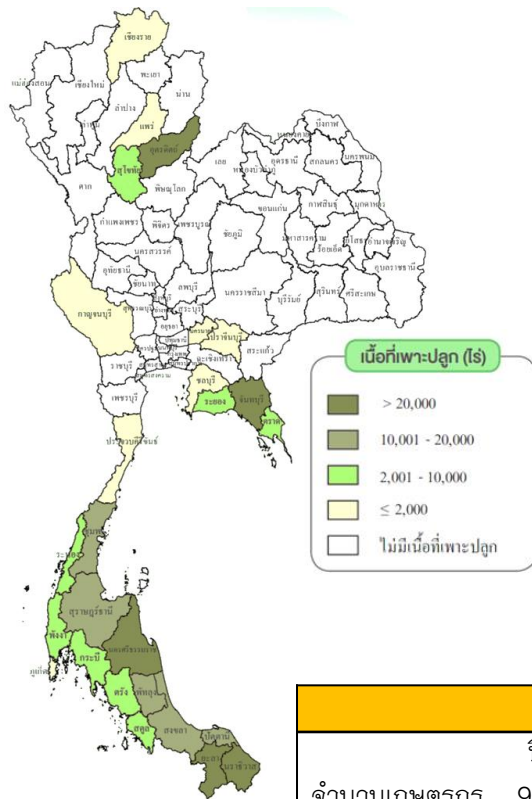 เชียงราย
พะเยา
แม่ฮ่องสอน
เชียงใหม่
น่าน
ลำปาง
แพร่
อุตรดิตถ์
สุโขทัย
ตาก
พิษณุโลก
เลย
อุดรธานี
บึงกาฬ
สกลนคร
นครพนม
ขอนแก่น
กาฬสินธุ์
มุกดาหาร
กำแพงเพชร
พิจิตร
เพชรบูรณ์
ชัยภูมิ
มหาสารคาม
ร้อยเอ็ด
อำนาจเจริญ
อุบลราชธานี
นครสวรรค์
อุทัยธานี
ชัยนาท
ลพบุรี
นครราชสีมา
บุรีรัมย์
สุรินทร์
ศรีสะเกษ
กาญจนบุรี
สระบุรี
อยุธยา
ปราจีนบุรี
สระแก้ว
ฉะเชิงเทรา
ราชบุรี
ชลบุรี
เพชรบุรี
ระยอง
จันทบุรี
ตราด
ประจวบคีรีขันธ์
เนื้อที่เพาะปลูก (ไร่)
> 20,000
10,001 - 20,000
2,001 - 10,000
≤ 2,000
ไม่มีเนื้อที่เพาะปลูก
ชุมพร
ระนอง
สุราษฎร์ธานี
พังงา
นครศรีธรรมราช
กระบี่
ภูเก็ต
ตรัง
พัทลุง
สตูล
สงขลา
ปัตตานี
ยะลา
นราธิวาส
จำนวนเกษตรกร 9